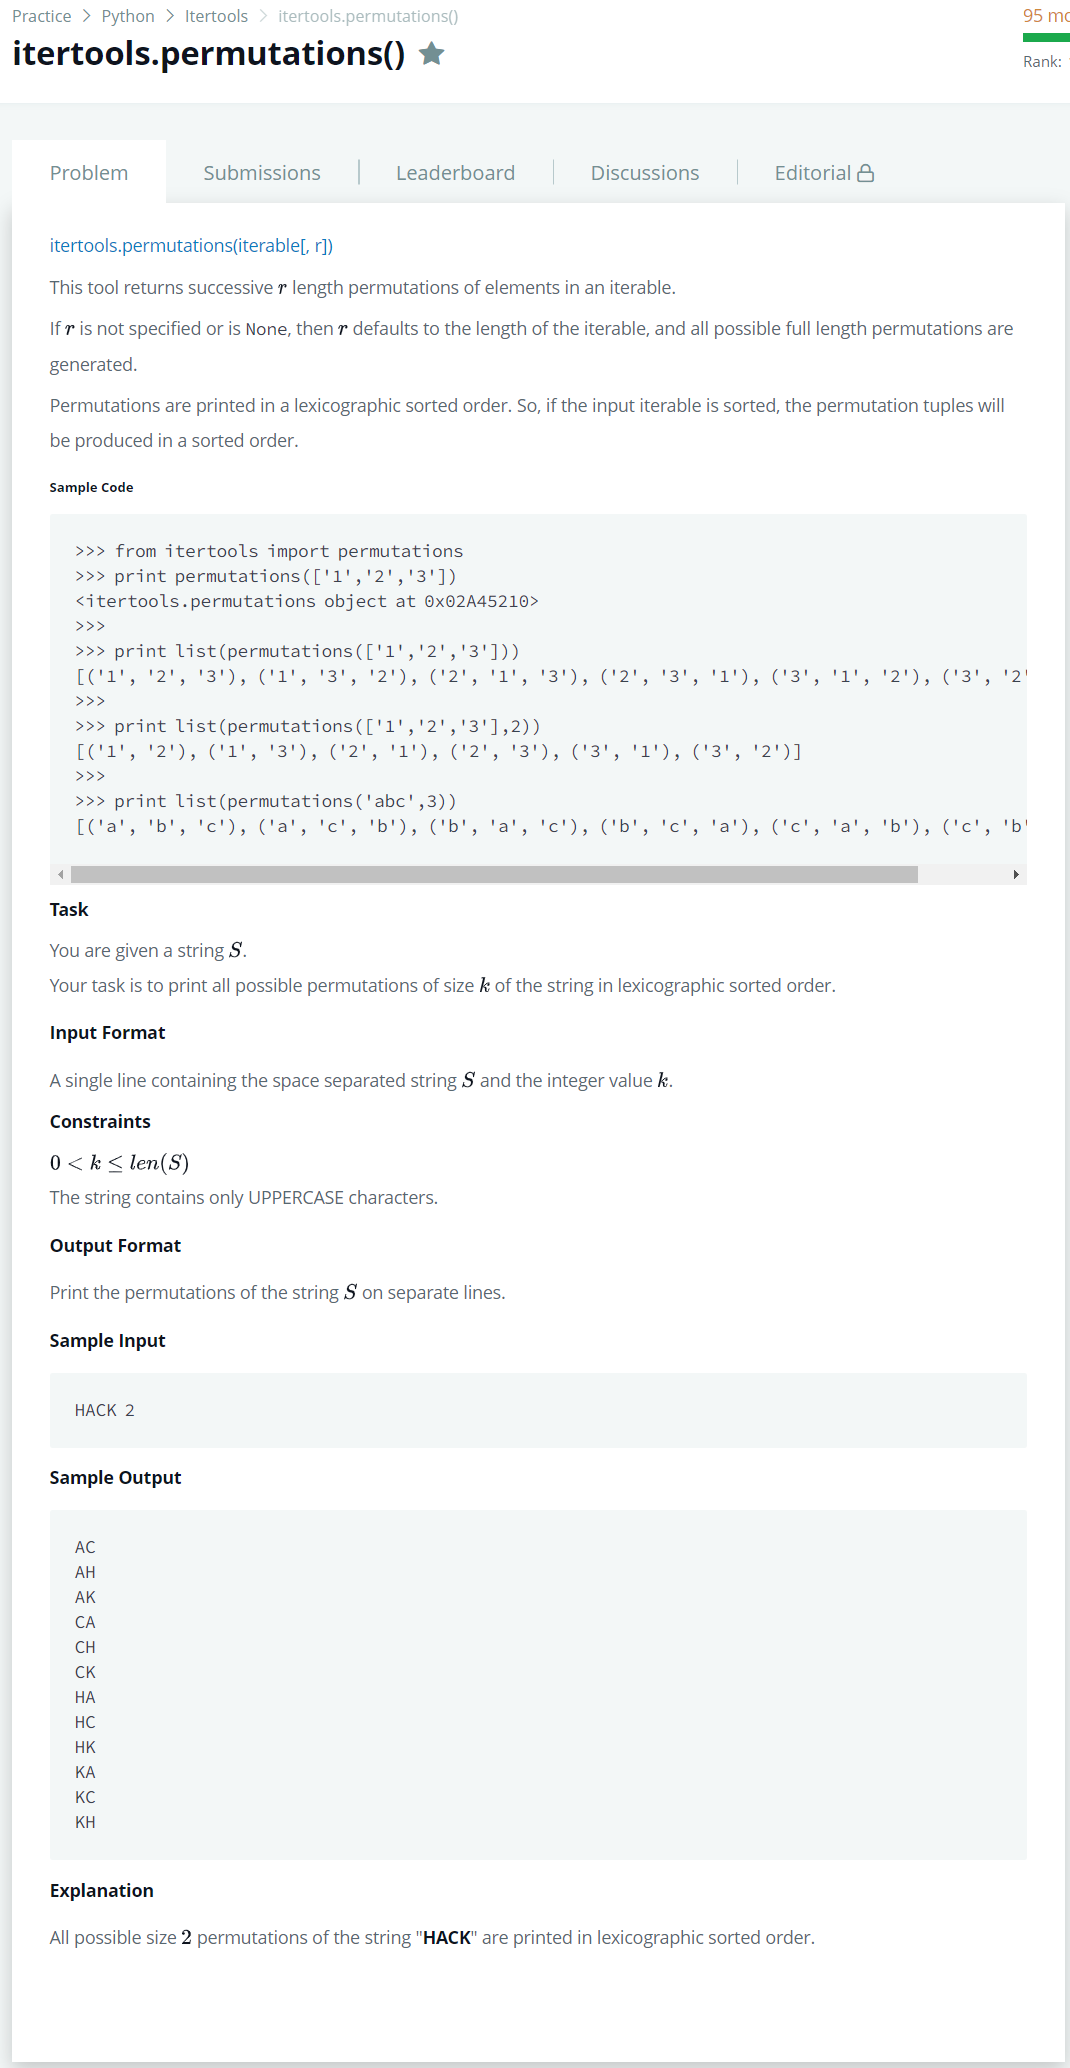 Practice > Python > Itertools > itertools.permutations()
95 mo
itertools.permutations() ★
Rank:
Problem
Submissions
Leaderboard
Discussions
Editorial
itertools.permutations(iterable[, r])
This tool returns successive r length permutations of elements in an iterable.
If r is not specified or is None, then r defaults to the length of the iterable, and all possible full length permutations are
generated.
Permutations are printed in a lexicographic sorted order. So, if the input iterable is sorted, the permutation tuples will
be produced in a sorted order.
Sample Code
>>> from itertools import permutations
>>> print permutations(['1','2','3'])
<itertools.permutations object at 0x02A45210>
>>>
>>> print list(permutations(['1','2','3']))
[('1', '2', '3'), ('1', '3', '2'), ('2', '1', '3'), ('2', '3', '1'), ('3', '1', '2'), ('3', '2'
>>>
>>> print list(permutations(['1','2','3'],2))
[('1', '2'), ('1', '3'), ('2', '1'), ('2', '3'), ('3', '1'), ('3', '2')]
>>>
>>> print list(permutations('abc',3))
[('a', 'b', 'c'), ('a', 'c', 'b'), ('b', 'a', 'c'), ('b', 'c', 'a'), ('c', 'a', 'b'), ('c', 'b'
Task
You are given a string S.
Your task is to print all possible permutations of size k of the string in lexicographic sorted order.
Input Format
A single line containing the space separated string S and the integer value k.
Constraints
0 < k ≤ len(S)
The string contains only UPPERCASE characters.
Output Format
Print the permutations of the string S on separate lines.
Sample Input
HACK 2
Sample Output
AC
AH
AK
CA
CH
CK
HA
HC
HK
KA
KC
KH
Explanation
All possible size 2 permutations of the string "HACK" are printed in lexicographic sorted order.